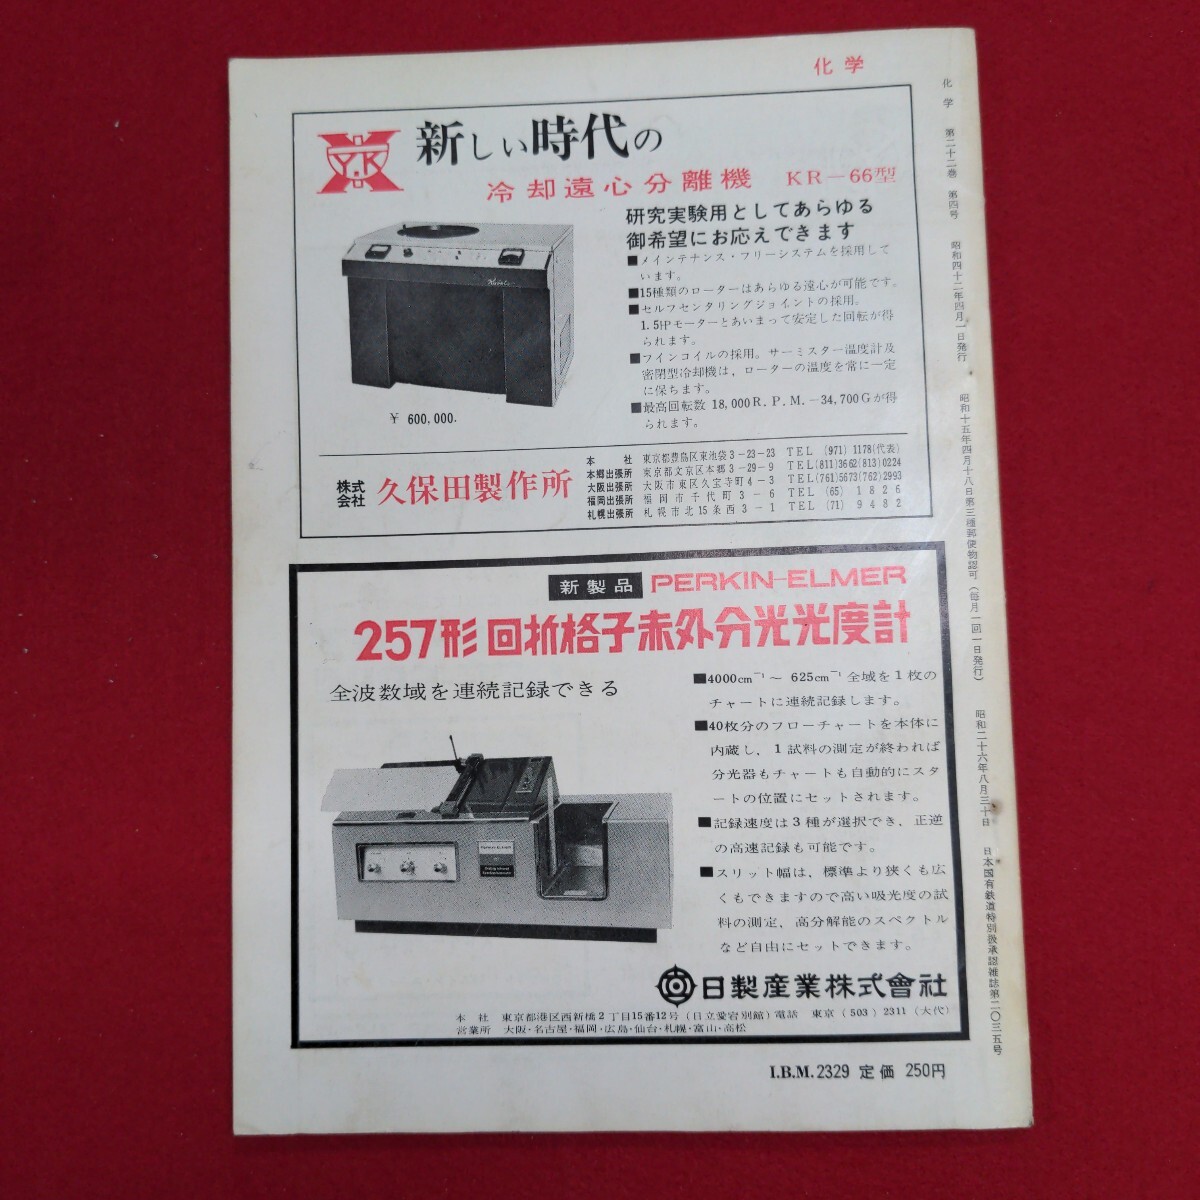 化学
Y.K
新しい時代の
冷却遠心分離機 KR-66型
研究実験用としてあらゆる
御希望にお応えできます
■メインテナンス・フリーシステムを採用して
います。
■15種類のローターはあらゆる遠心が可能です。
■セルフセンタリングジョイントの採用。
1.5HPモーターとあいまって安定した回転が得
られます。
■フインコイルの採用。サーミスター温度計及
密閉型冷却機は、ローターの温度を常に一定
に保ちます。
■最高回転数 18,000R.P.M.-34,700Gが得
られます。
¥ 600,000.
株式会社 久保田製作所
本社 東京都豊島区東池袋3-23-23 TEL (971) 1178(代表)
本郷出張所 東京都文京区本郷3-29-9 TEL(811)3662(813)0224
大阪出張所 大阪市東区久宝寺町4-3 TEL(761)5673(762)2993
福岡出張所 福岡市千代町3-6 TEL (65) 1826
札幌出張所 札幌市北15条西3-1 TEL (71) 9482
新製品 PERKIN-ELMER
257形 回折格子赤外分光光度計
全波数域を連続記録できる
■4000cm⁻¹～625cm⁻¹全域を1枚の
チャートに連続記録します。
■40枚分のフローチャートを本体に
内蔵し、1試料の測定が終われば
分光器もチャートも自動的にスタ
ートの位置にセットされます。
■記録速度は3種が選択でき、正逆
の高速記録も可能です。
■スリット幅は、標準より狭くも広
くもできますので高い吸光度の試
料の測定、高分解能のスペクトル
など自由にセットできます。
PERKIN-ELMER
日製産業株式會社
本社 東京都港区西新橋2丁目15番12号(日立愛宕別館)電話 東京(503)2311(大代)
営業所 大阪・名古屋・福岡・広島・仙台・札幌・富山・高松
I.B.M.2329 定価 250円
化学 第二十二巻 第四号 昭和四十二年四月一日発行 昭和十五年四月十八日第三種郵便物認可(毎月一回一日発行) 昭和二十六年八月三十日 日本国有鉄道特別扱承認雑誌第二〇三五号